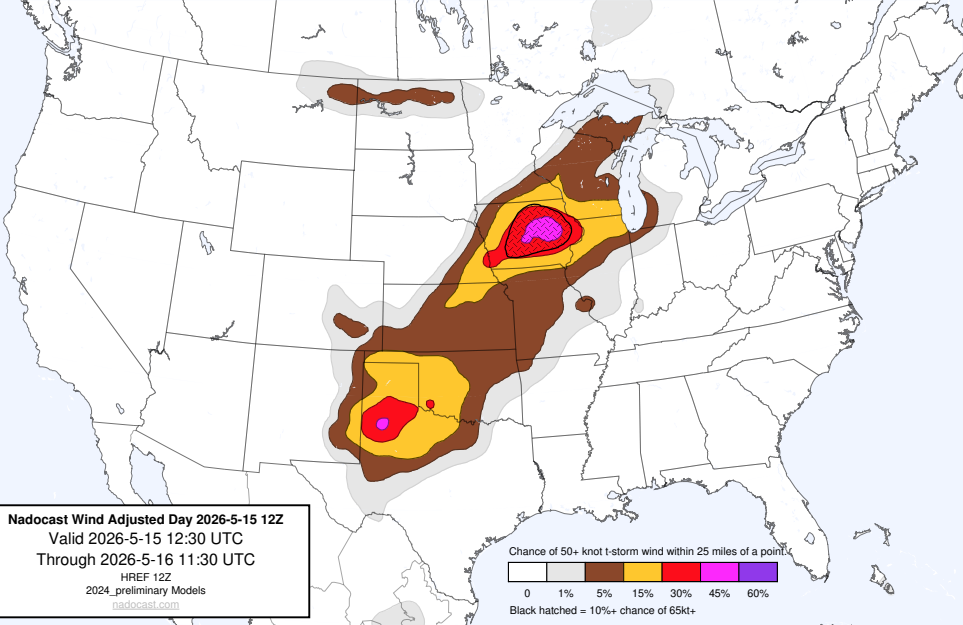 Nadocast Wind Adjusted Day 2026-5-15 12Z
Valid 2026-5-15 12:30 UTC
Through 2026-5-16 11:30 UTC
HREF 12Z
2024_preliminary Models
nadocast.com
Chance of 50+ knot t-storm wind within 25 miles of a point.
0 1% 5% 15% 30% 45% 60%
Black hatched = 10%+ chance of 65kt+